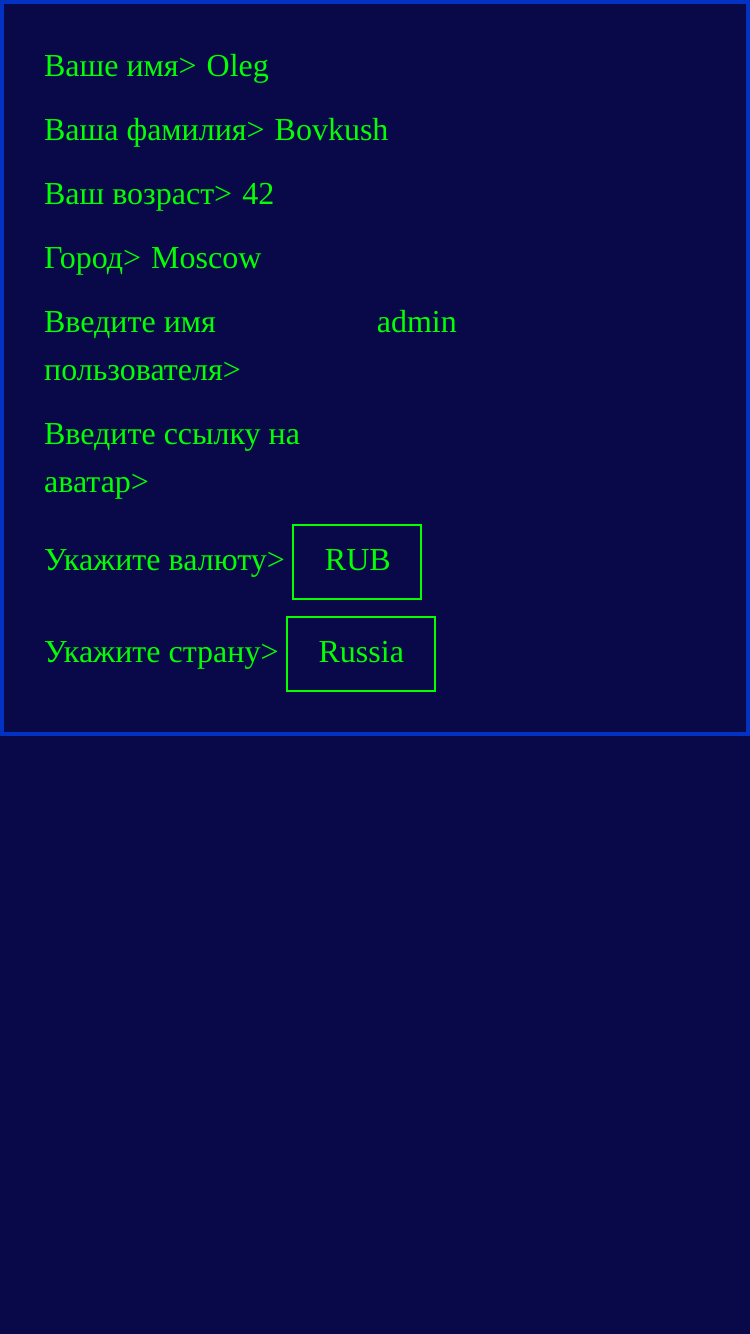 Ваше имя> Oleg
Ваша фамилия> Bovkush
Ваш возраст> 42
Город> Moscow
Введите имя admin
пользователя>
Введите ссылку на
аватар>
Укажите валюту> RUB
Укажите страну> Russia